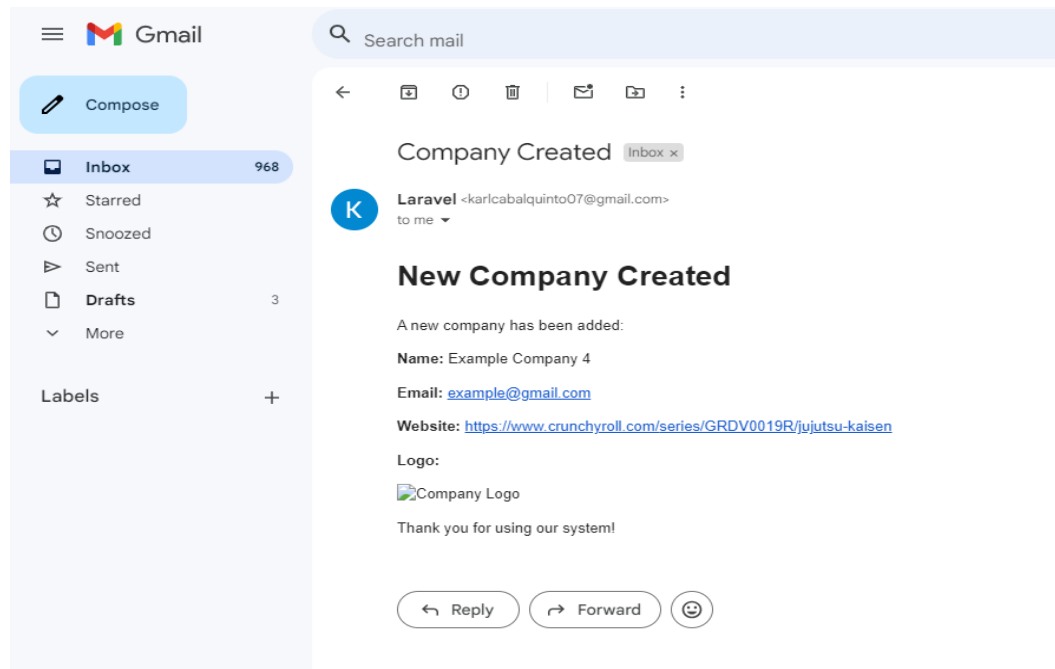 Gmail
Search mail
Compose
Inbox 968
Starred
Snoozed
Sent
Drafts 3
More
Labels
Company Created Inbox ×
K
Laravel <karlcabalquinto07@gmail.com>
to me
New Company Created
A new company has been added:
Name: Example Company 4
Email: example@gmail.com
Website: https://www.crunchyroll.com/series/GRDV0019R/jujutsu-kaisen
Logo:
Company Logo
Thank you for using our system!
Reply Forward